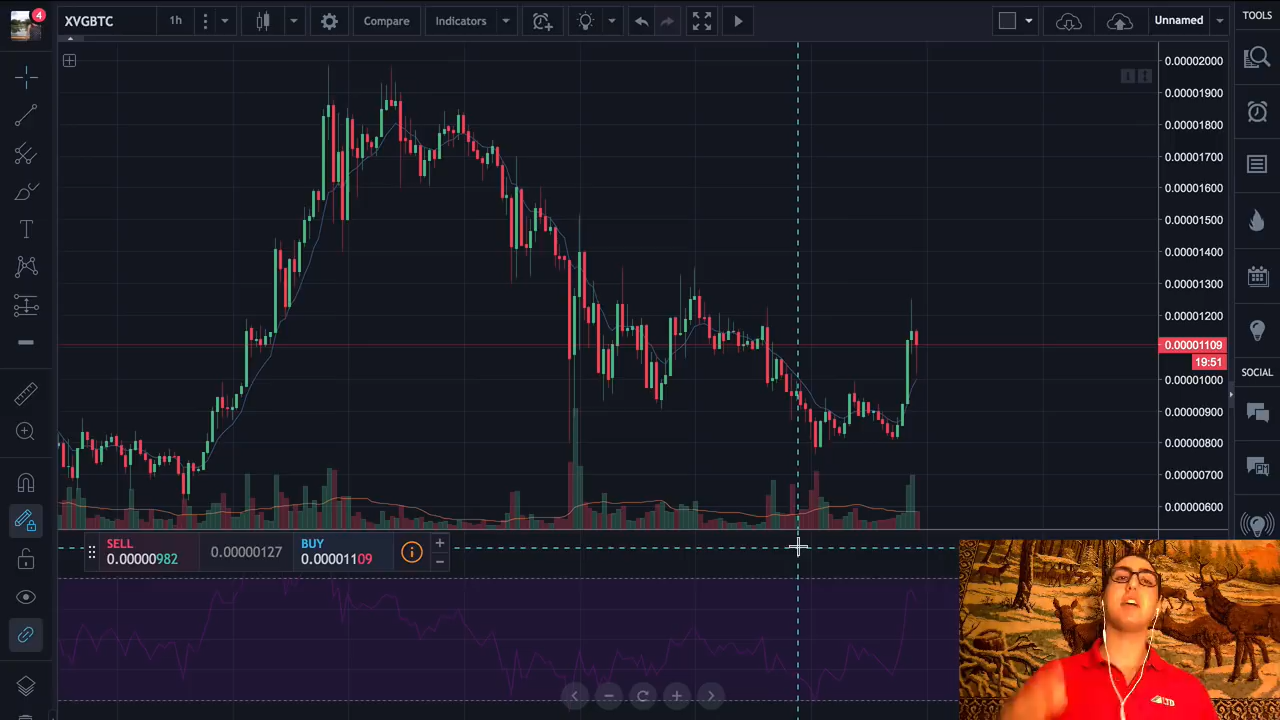 4
XVGBTC
1h
Compare
Indicators
Unnamed
TOOLS
0.00002000
0.00001900
0.00001800
0.00001700
0.00001600
0.00001500
0.00001400
0.00001300
0.00001200
0.00001109
19:51
0.00001000
0.00000900
0.00000800
0.00000700
0.00000600
SOCIAL
SELL
0.00000982
0.00000127
BUY
0.00001109